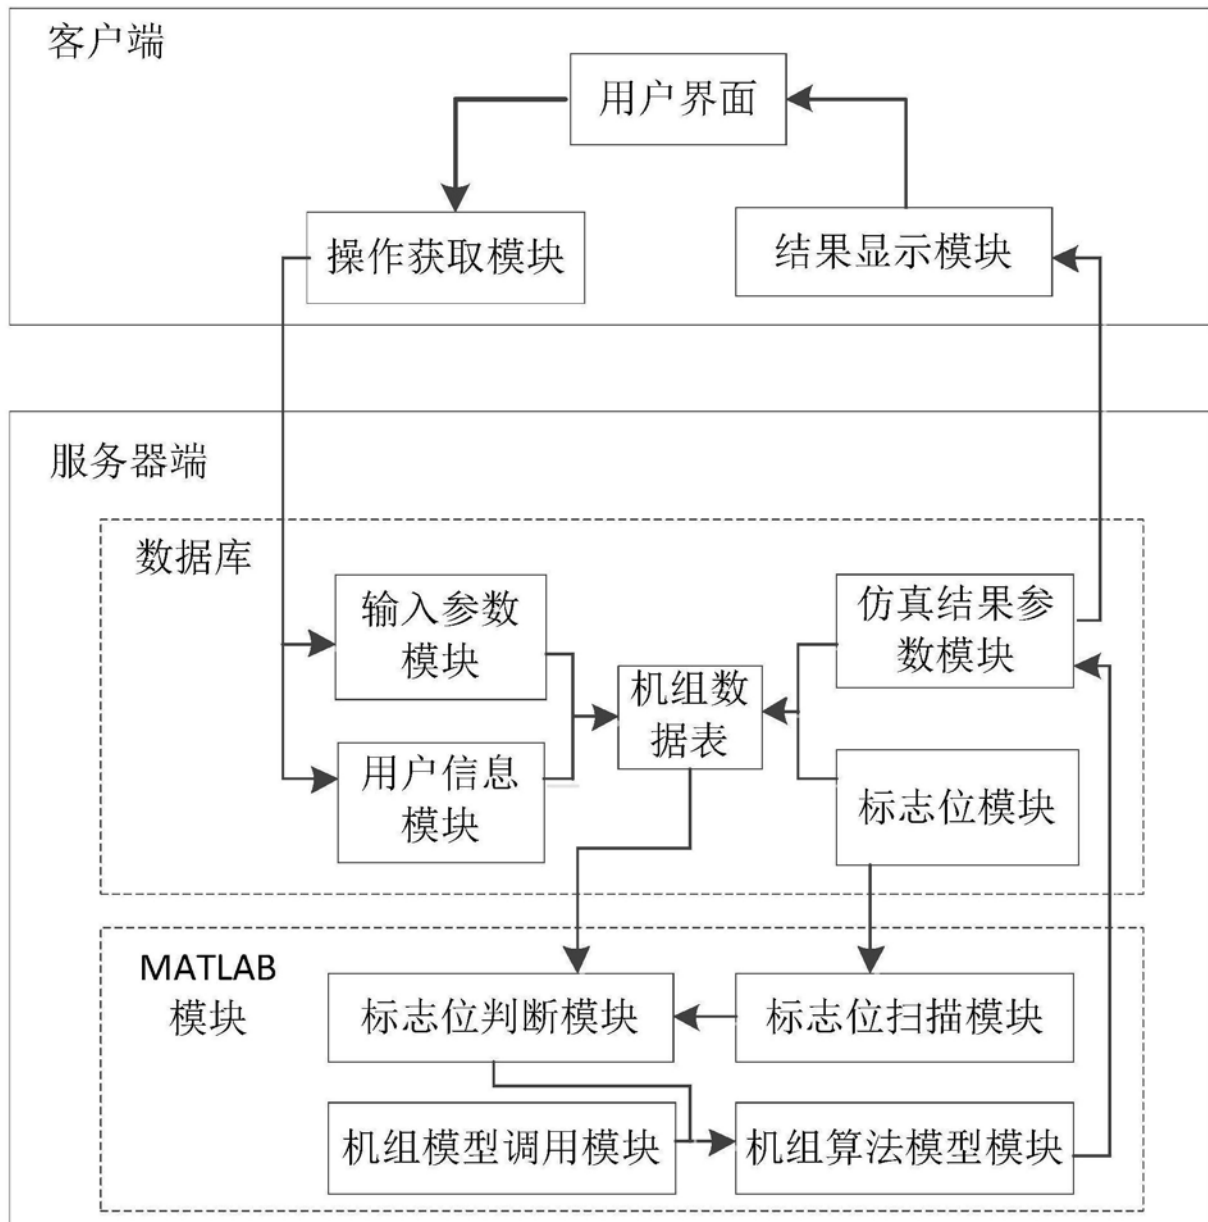 客户端
用户界面
操作获取模块
结果显示模块
服务器端
数据库
输入参数
模块
仿真结果参
数模块
机组数
据表
用户信息
模块
标志位模块
MATLAB
模块
标志位判断模块
标志位扫描模块
机组模型调用模块
机组算法模型模块